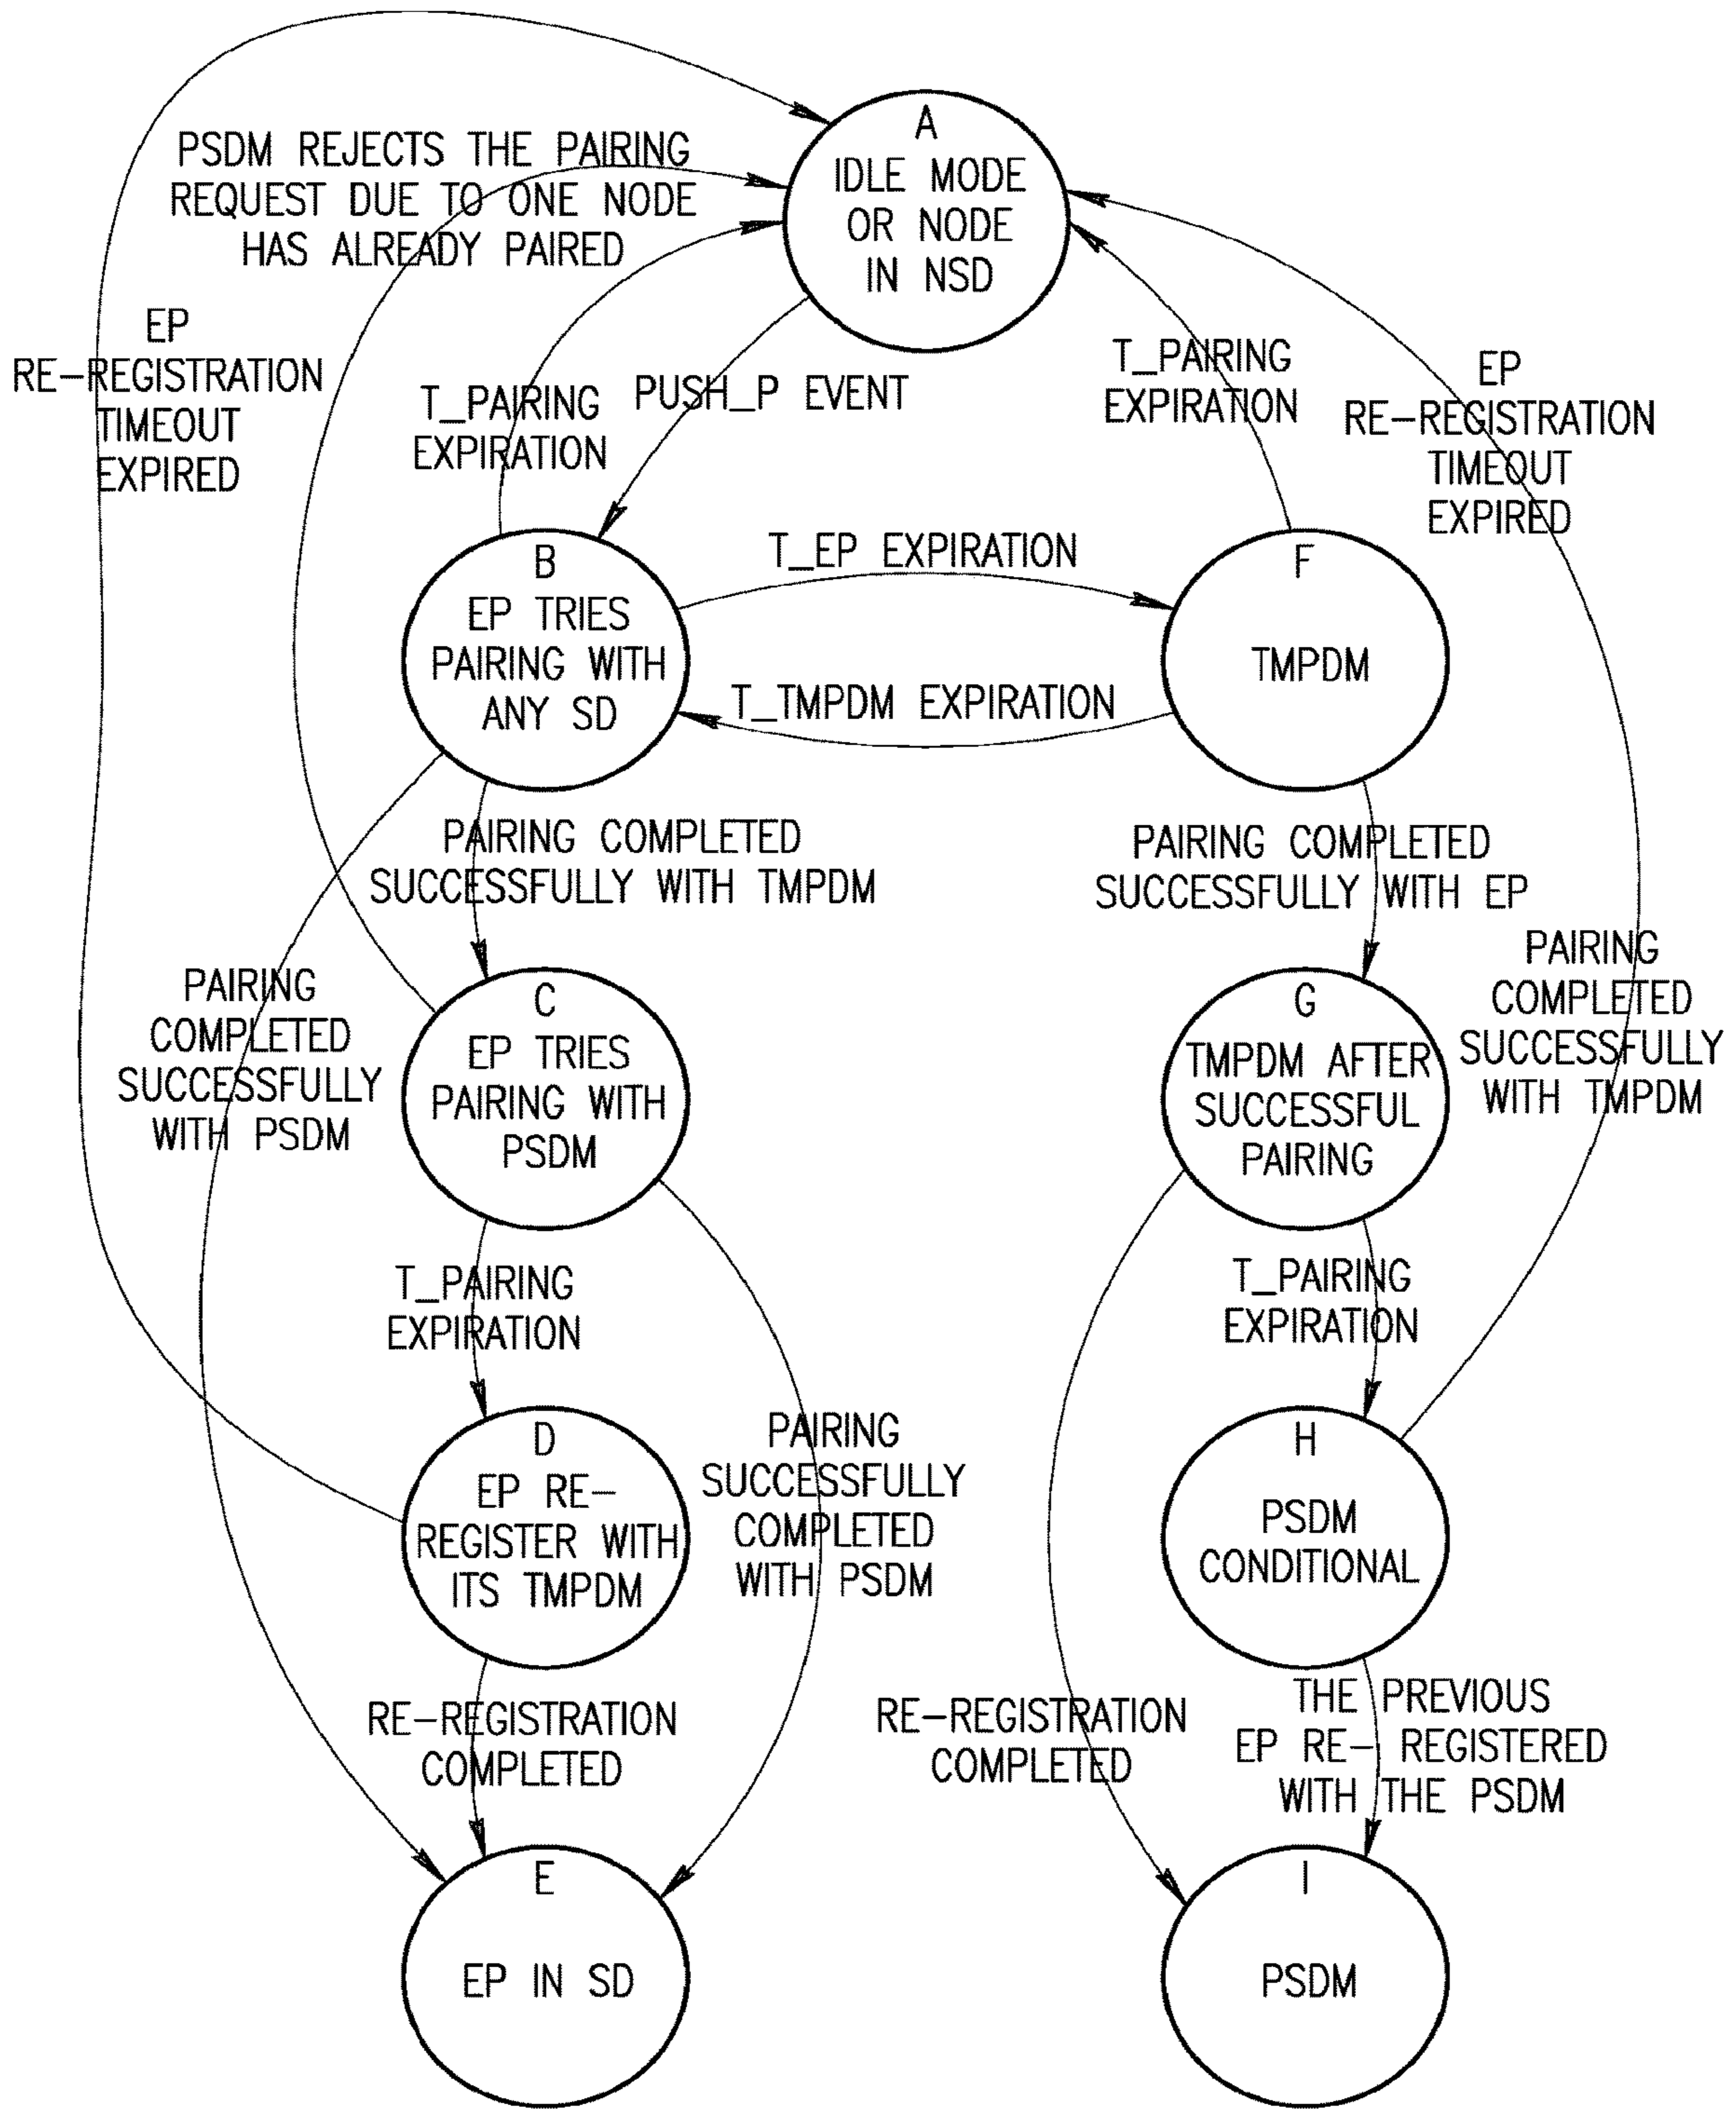 A
IDLE MODE
OR NODE
IN NSD
PSDM REJECTS THE PAIRING
REQUEST DUE TO ONE NODE
HAS ALREADY PAIRED
EP
RE-REGISTRATION
TIMEOUT
EXPIRED
T_PAIRING
EXPIRATION
PUSH_P EVENT
T_PAIRING
EXPIRATION
EP
RE-REGISTRATION
TIMEOUT
EXPIRED
B
EP TRIES
PAIRING WITH
ANY SD
T_EP EXPIRATION
T_TMPDM EXPIRATION
F
TMPDM
PAIRING COMPLETED
SUCCESSFULLY WITH TMPDM
PAIRING COMPLETED
SUCCESSFULLY WITH EP
PAIRING
COMPLETED
SUCCESSFULLY
WITH PSDM
C
EP TRIES
PAIRING WITH
PSDM
G
TMPDM AFTER
SUCCESSFUL
PAIRING
PAIRING
COMPLETED
SUCCESSFULLY
WITH TMPDM
T_PAIRING
EXPIRATION
T_PAIRING
EXPIRATION
D
EP RE-
REGISTER WITH
ITS TMPDM
PAIRING
SUCCESSFULLY
COMPLETED
WITH PSDM
H
PSDM
CONDITIONAL
RE-REGISTRATION
COMPLETED
RE-REGISTRATION
COMPLETED
THE PREVIOUS
EP RE- REGISTERED
WITH THE PSDM
E
EP IN SD
I
PSDM